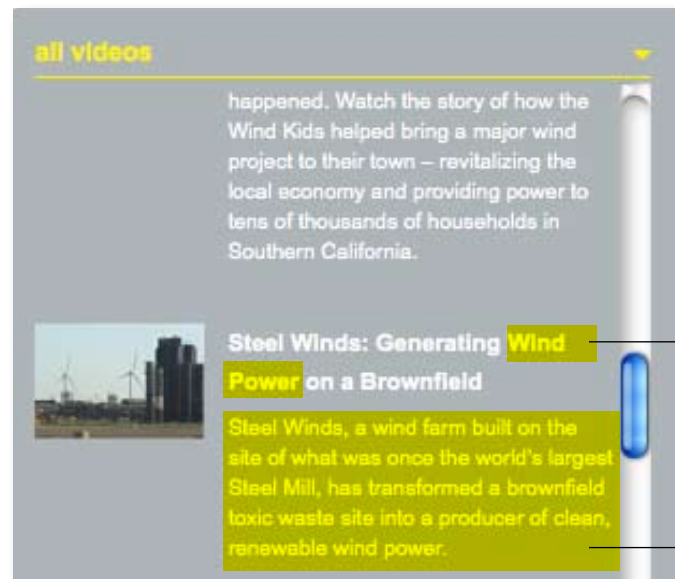 all videos
happened. Watch the story of how the
Wind Kids helped bring a major wind
project to their town – revitalizing the
local economy and providing power to
tens of thousands of households in
Southern California.
Steel Winds: Generating Wind
Power on a Brownfield
Steel Winds, a wind farm built on the
site of what was once the world's largest
Steel Mill, has transformed a brownfield
toxic waste site into a producer of clean,
renewable wind power.